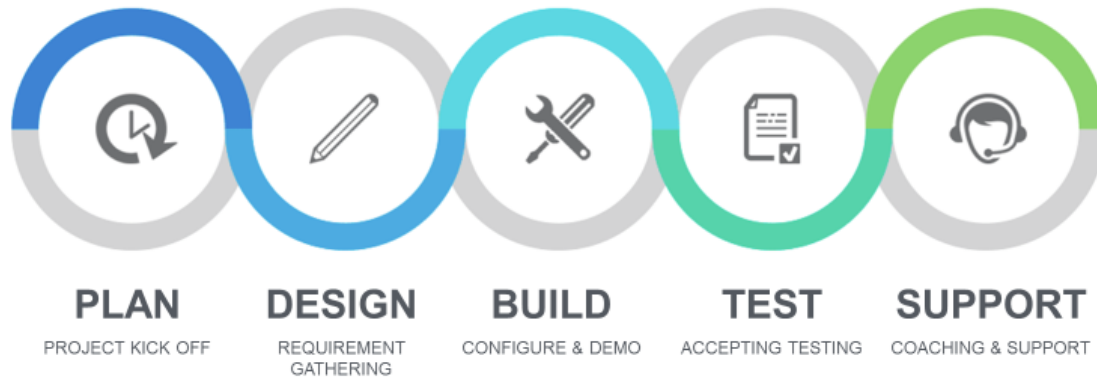 PLAN
PROJECT KICK OFF
DESIGN
REQUIREMENT
GATHERING
BUILD
CONFIGURE & DEMO
TEST
ACCEPTING TESTING
SUPPORT
COACHING & SUPPORT